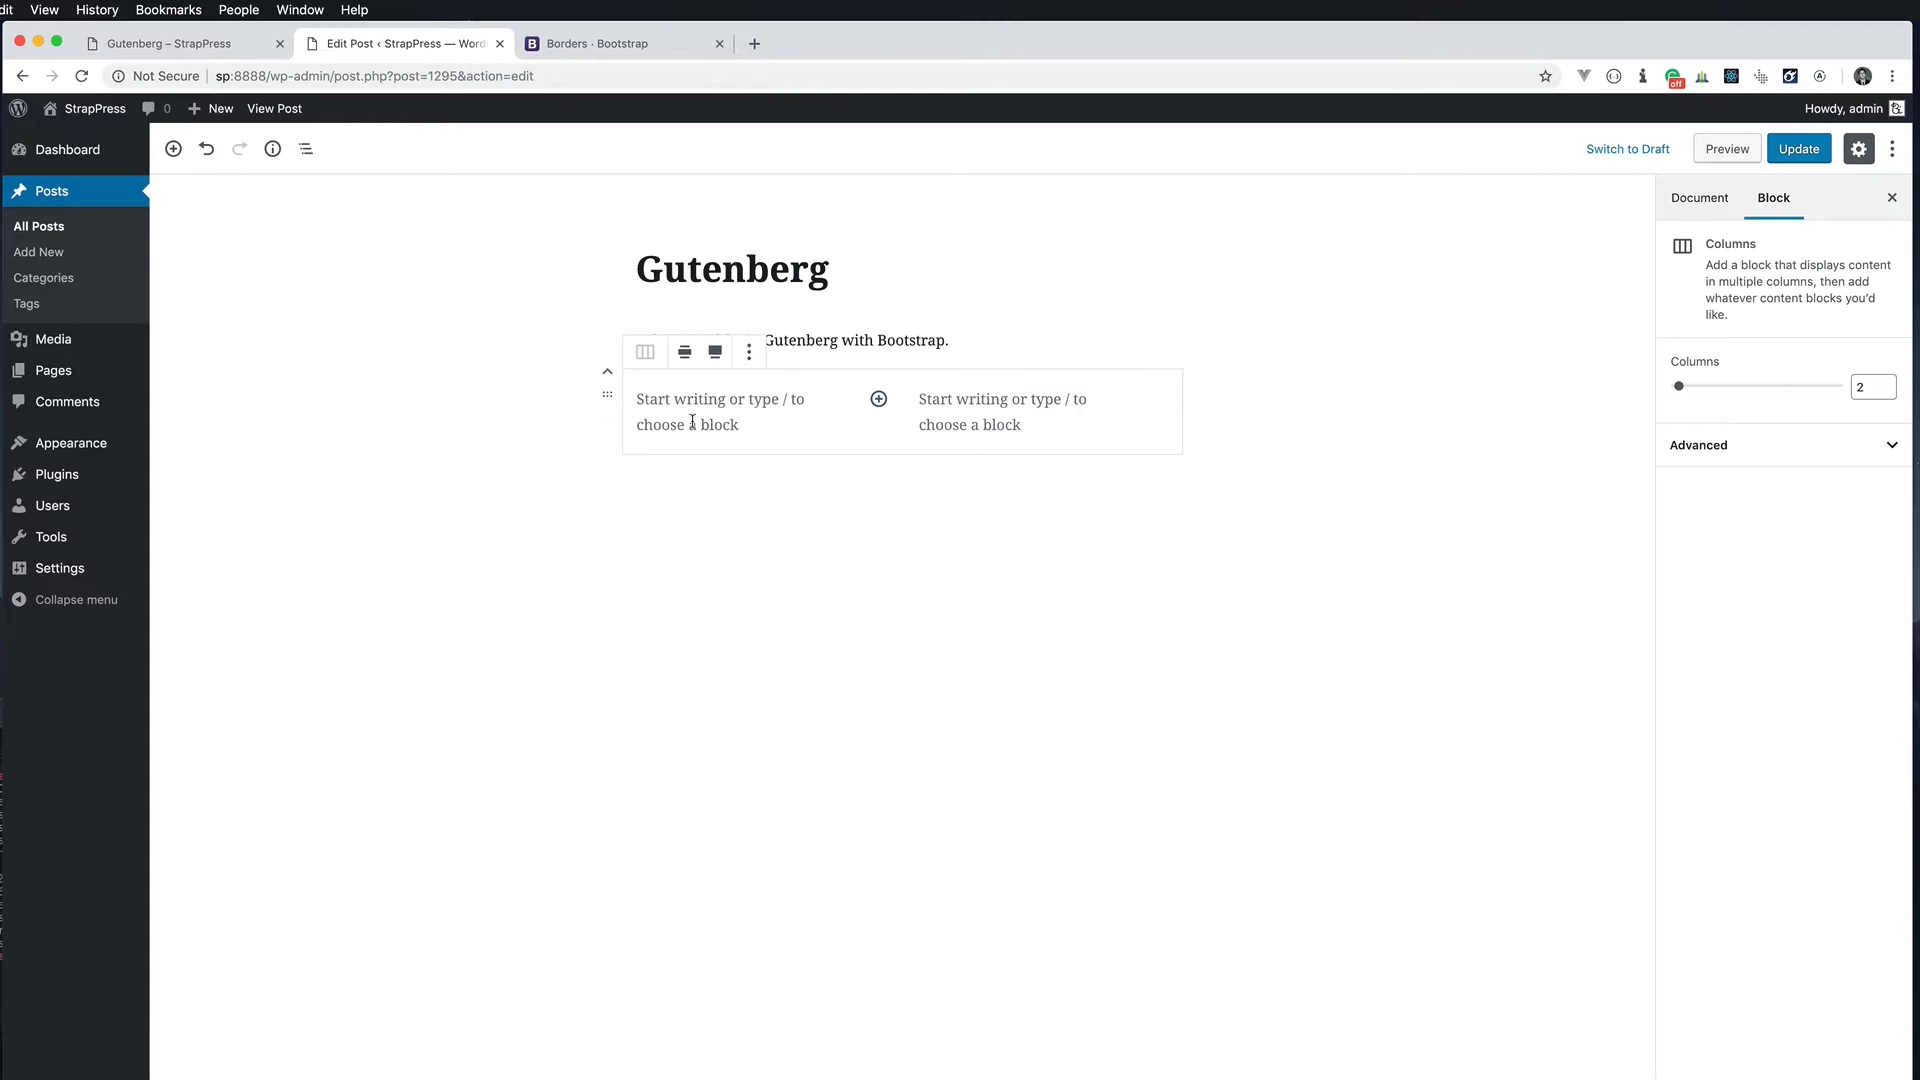 dit View History Bookmarks People Window Help
Gutenberg – StrapPress
Edit Post ‹ StrapPress — Word
B Borders · Bootstrap
Not Secure sp:8888/wp-admin/post.php?post=1295&action=edit
off
StrapPress 0 New View Post
Howdy, admin
Dashboard
Posts
All Posts
Add New
Categories
Tags
Media
Pages
Comments
Appearance
Plugins
Users
Tools
Settings
Collapse menu
Switch to Draft Preview Update
Gutenberg
Gutenberg with Bootstrap.
Start writing or type / to
choose a block
Start writing or type / to
choose a block
Document Block
Columns
Add a block that displays content
in multiple columns, then add
whatever content blocks you’d
like.
Columns
2
Advanced